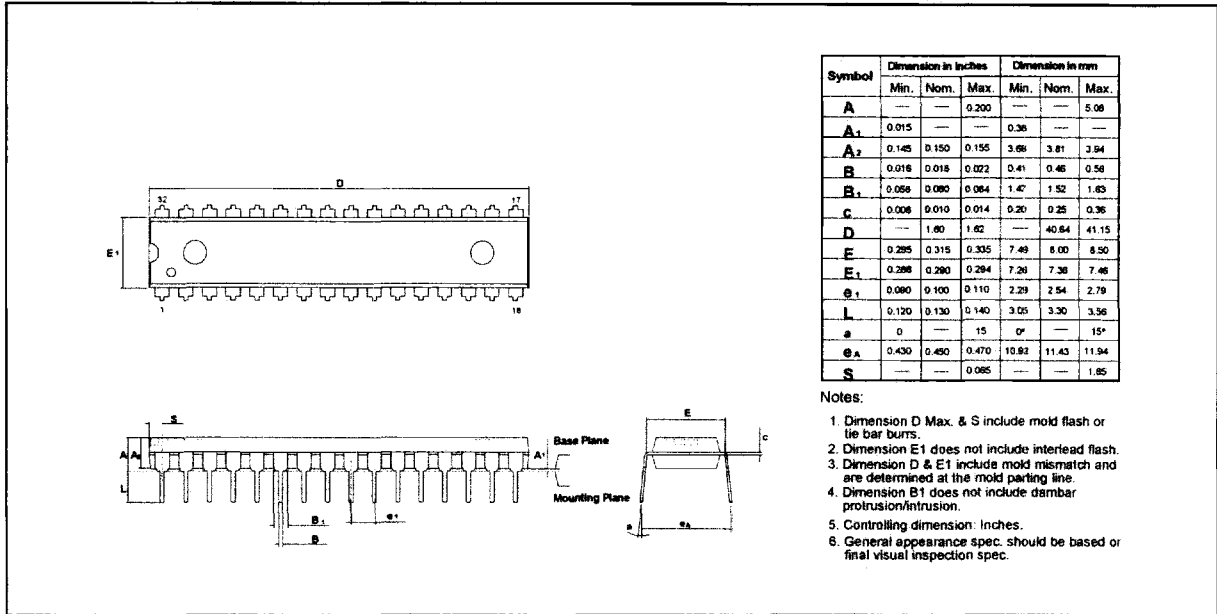 D
32
17
E1
1
16
S
A
A2
L
Base Plane
A1
Mounting Plane
B1
e1
B
E
c
a
eA
Symbol
Dimension in inches
Dimension in mm
Min. Nom. Max. Min. Nom. Max.
A — — 0.200 — — 5.08
A1 0.015 — — 0.38 — —
A2 0.145 0.150 0.155 3.68 3.81 3.94
B 0.016 0.018 0.022 0.41 0.46 0.56
B1 0.058 0.060 0.064 1.47 1.52 1.63
c 0.008 0.010 0.014 0.20 0.25 0.36
D — 1.60 1.62 — 40.64 41.15
E 0.295 0.315 0.335 7.49 8.00 8.50
E1 0.286 0.290 0.294 7.26 7.36 7.46
e1 0.090 0.100 0.110 2.29 2.54 2.79
L 0.120 0.130 0.140 3.05 3.30 3.56
a 0 — 15 0° — 15°
eA 0.430 0.450 0.470 10.92 11.43 11.94
S — — 0.065 — — 1.65
Notes:
1. Dimension D Max. & S include mold flash or
tie bar burrs.
2. Dimension E1 does not include interlead flash.
3. Dimension D & E1 include mold mismatch and
are determined at the mold parting line.
4. Dimension B1 does not include dambar
protrusion/intrusion.
5. Controlling dimension: Inches.
6. General appearance spec. should be based or
final visual inspection spec.